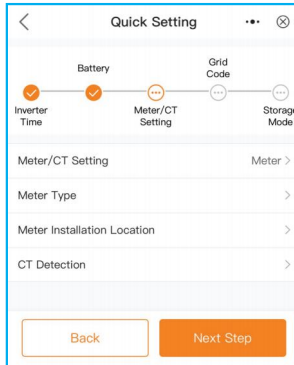 Quick Setting
Battery
Grid
Code
Inverter
Time
Meter/CT
Setting
Storage
Mode
Meter/CT Setting Meter
Meter Type
Meter Installation Location
CT Detection
Back Next Step